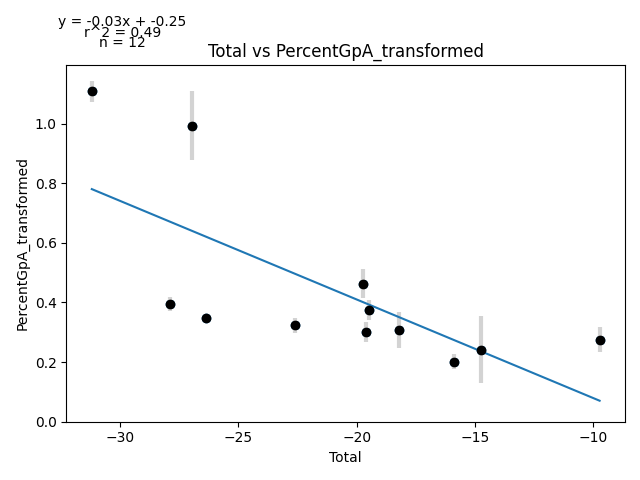 y = -0.03x + -0.25
r^2 = 0.49
n = 12
Total vs PercentGpA_transformed
PercentGpA_transformed
1.0
0.8
0.6
0.4
0.2
0.0
−30
−25
−20
−15
−10
Total